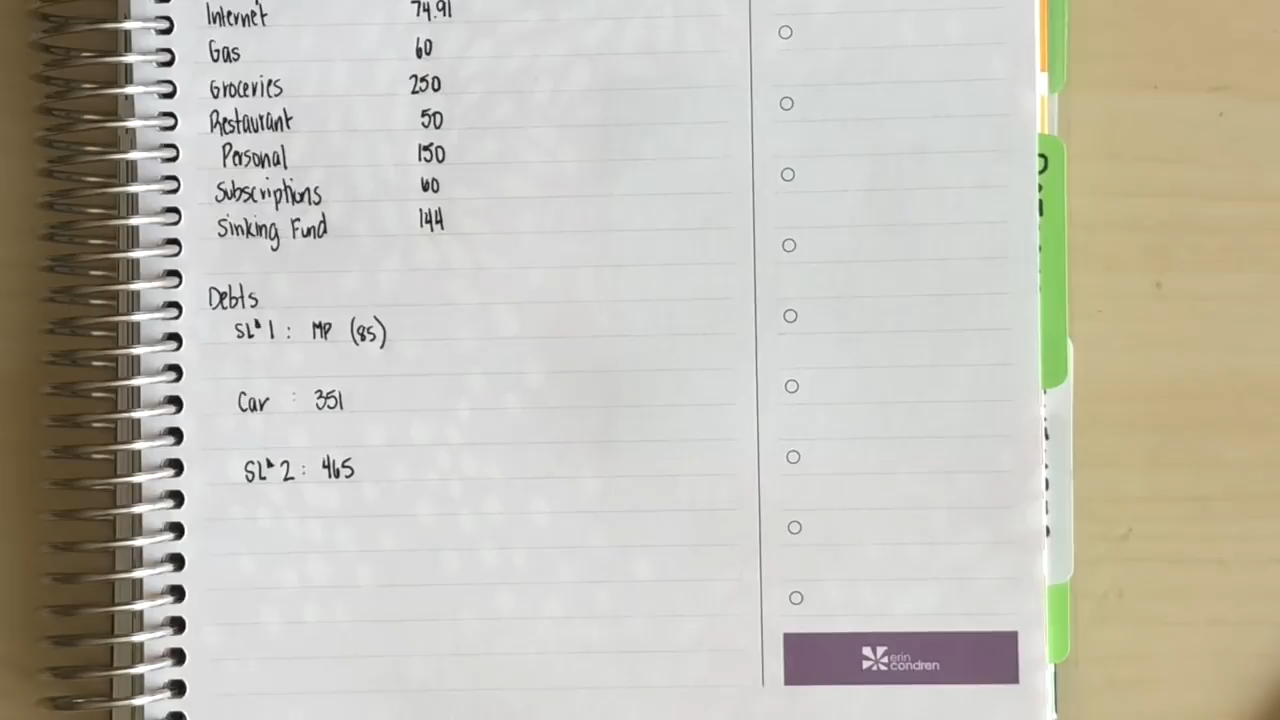 Internet 74.91
Gas 60
Groceries 250
Restaurant 50
Personal 150
Subscriptions 60
Sinking Fund 144
Debts
SL# 1 : MP (85)
Car : 351
SL# 2 : 465
erin
condren